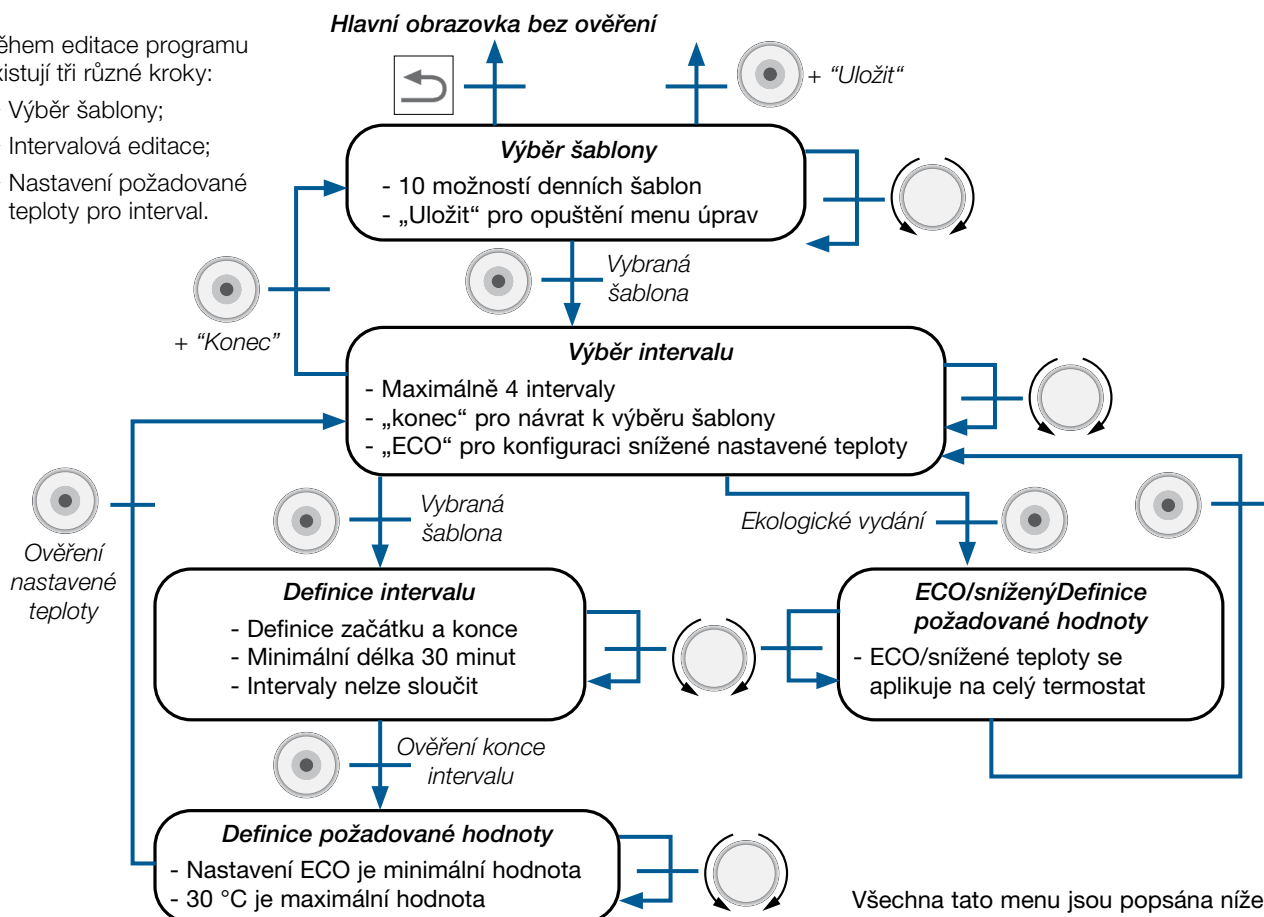 Hlavní obrazovka bez ověření
ěhem editace programu
xistují tři různé kroky:
Výběr šablony;
Intervalová editace;
Nastavení požadované
teploty pro interval.
+ “Uložit“
Výběr šablony
- 10 možností denních šablon
- „Uložit“ pro opuštění menu úprav
Vybraná
šablona
+ “Konec”
Výběr intervalu
- Maximálně 4 intervaly
- „konec“ pro návrat k výběru šablony
- „ECO“ pro konfiguraci snížené nastavené teploty
Vybraná
šablona
Ekologické vydání
Ověření
nastavené
teploty
Definice intervalu
- Definice začátku a konce
- Minimální délka 30 minut
- Intervaly nelze sloučit
ECO/sníženýDefinice
požadované hodnoty
- ECO/snížené teploty se
aplikuje na celý termostat
Ověření konce
intervalu
Definice požadované hodnoty
- Nastavení ECO je minimální hodnota
- 30 °C je maximální hodnota
Všechna tato menu jsou popsána níže